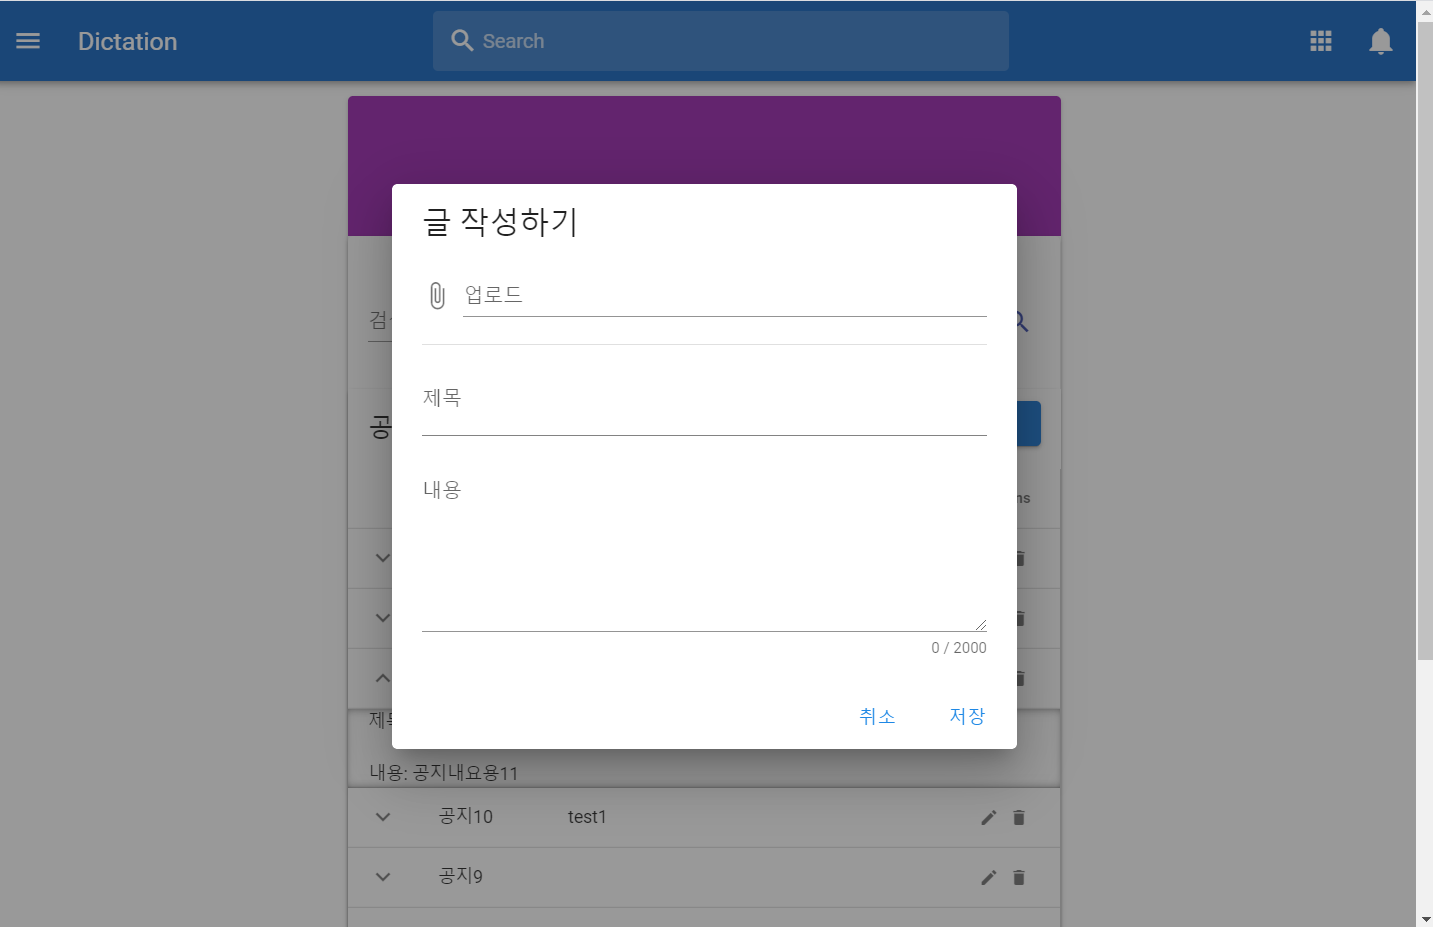 Dictation
Search
글 작성하기
업로드
제목
내용
0 / 2000
취소 저장
내용: 공지내요용11
공지10 test1
공지9